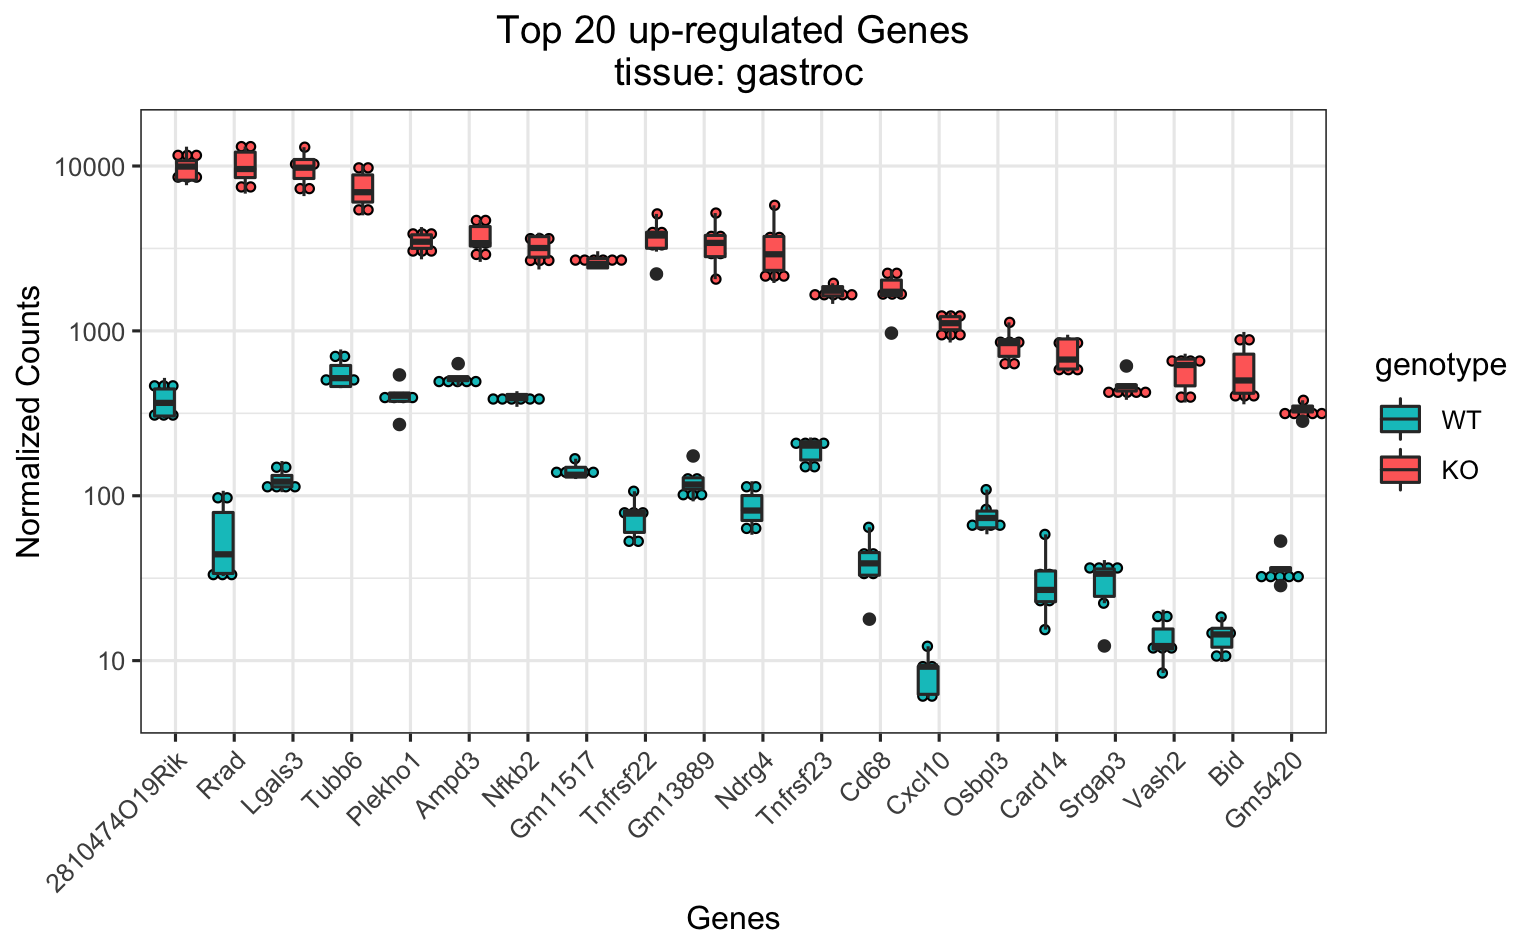 Top 20 up-regulated Genes
tissue: gastroc
Normalized Counts
10000
1000
100
10
2810474O19Rik
Rrad
Lgals3
Tubb6
Plekho1
Ampd3
Nfkb2
Gm11517
Tnfrsf22
Gm13889
Ndrg4
Tnfrsf23
Cd68
Cxcl10
Osbpl3
Card14
Srgap3
Vash2
Bid
Gm5420
Genes
genotype
WT
KO